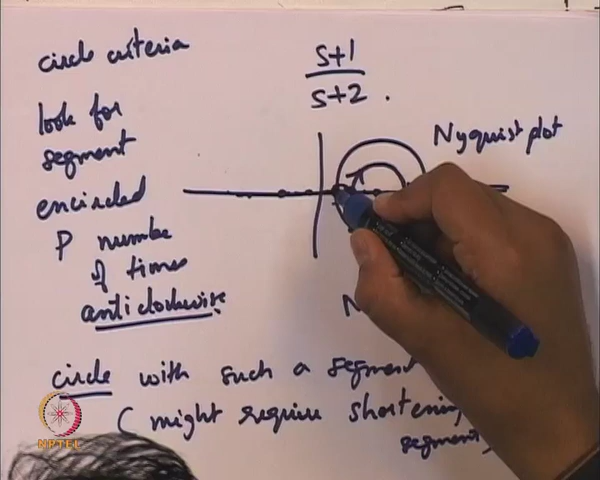 circle criteria
s+1
s+2 .
look for
segment
Nyquist plot
encircled
P number
of times
anticlockwise.
N
circle with such a segment
( might require shortening
segment
NPTEL